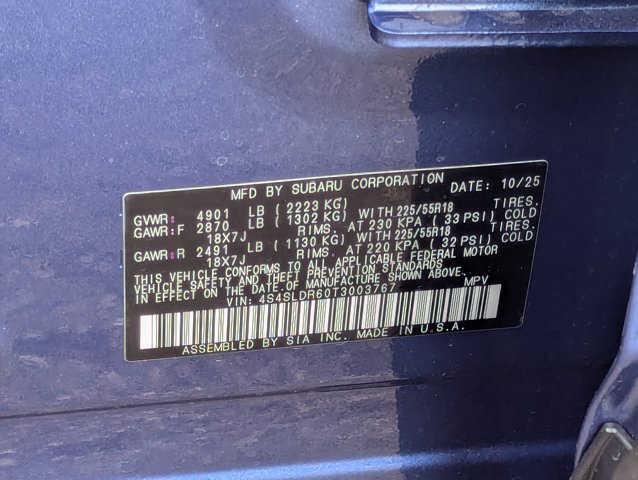 MFD BY SUBARU CORPORATION DATE: 10/25
GVWR: 4901 LB ( 2223 KG) TIRES.
GAWR:F 2870 LB ( 1302 KG) WITH 225/55R18
18X7J RIMS. AT 230 KPA ( 33 PSI) COLD
GAWR:R 2491 LB ( 1130 KG) WITH 225/55R18 TIRES.
18X7J RIMS. AT 220 KPA ( 32 PSI) COLD
THIS VEHICLE CONFORMS TO ALL APPLICABLE FEDERAL MOTOR
VEHICLE SAFETY AND THEFT PREVENTION STANDARDS
IN EFFECT ON THE DATE OF MANUFACTURE SHOWN ABOVE.
VIN: 4S4SLDR60T3003767 MPV
ASSEMBLED BY SIA INC. MADE IN U.S.A.